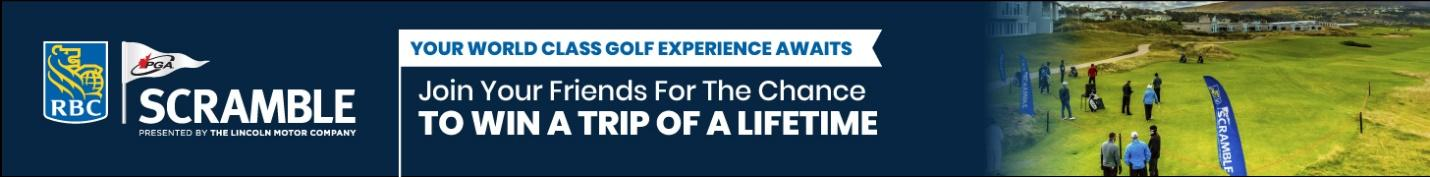 RBC
PGA
SCRAMBLE
PRESENTED BY THE LINCOLN MOTOR COMPANY
YOUR WORLD CLASS GOLF EXPERIENCE AWAITS
Join Your Friends For The Chance
TO WIN A TRIP OF A LIFETIME
SCRAMBLE